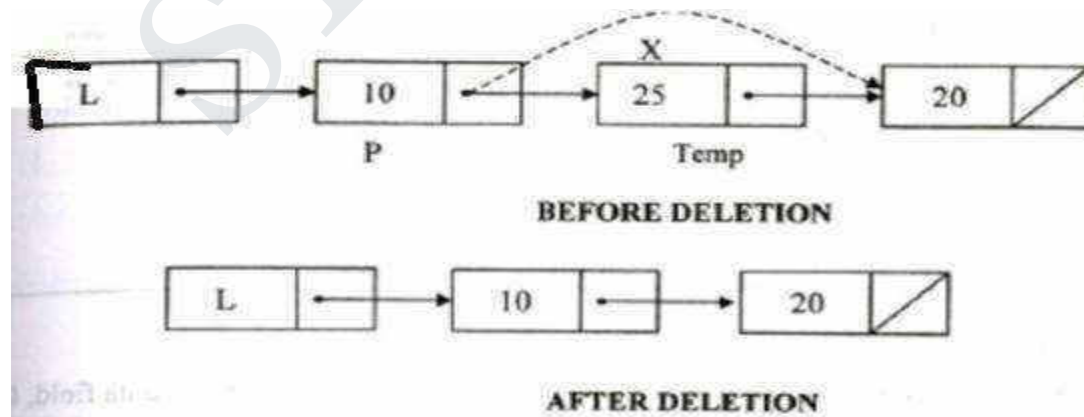 X
L 10 25 20
P Temp
BEFORE DELETION
L 10 20
AFTER DELETION